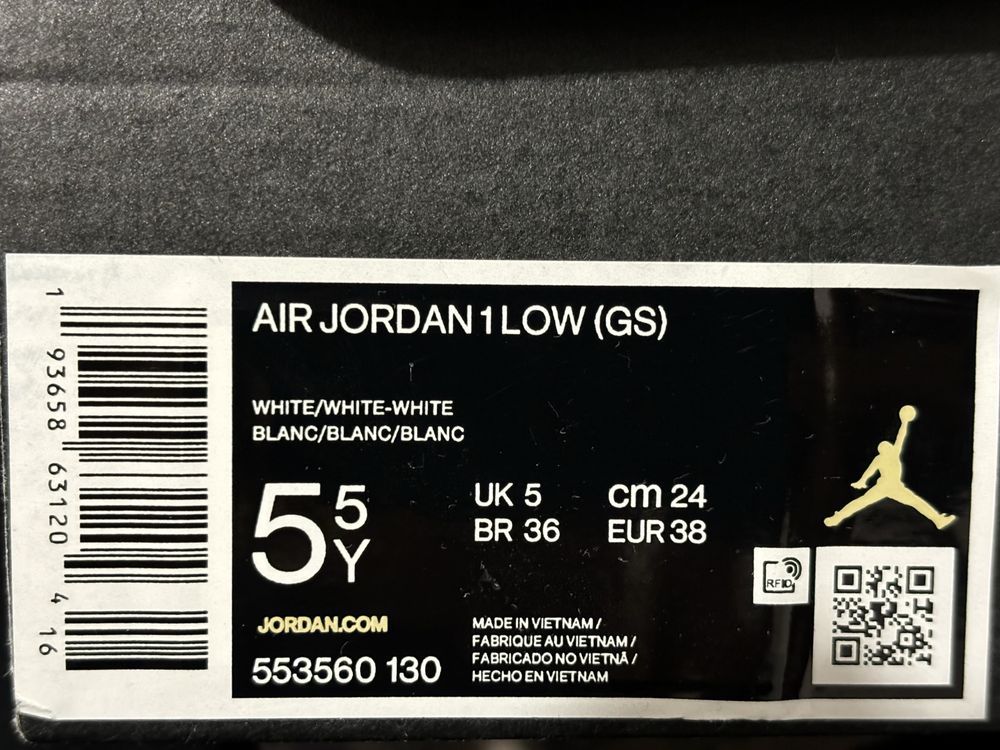 AIR JORDAN 1 LOW (GS)
WHITE/WHITE-WHITE
BLANC/BLANC/BLANC
5 5 Y
UK 5 cm 24
BR 36 EUR 38
JORDAN.COM
553560 130
MADE IN VIETNAM /
FABRIQUE AU VIETNAM /
FABRICADO NO VIETNÃ /
HECHO EN VIETNAM
RFID
1 93658 63120 4 16